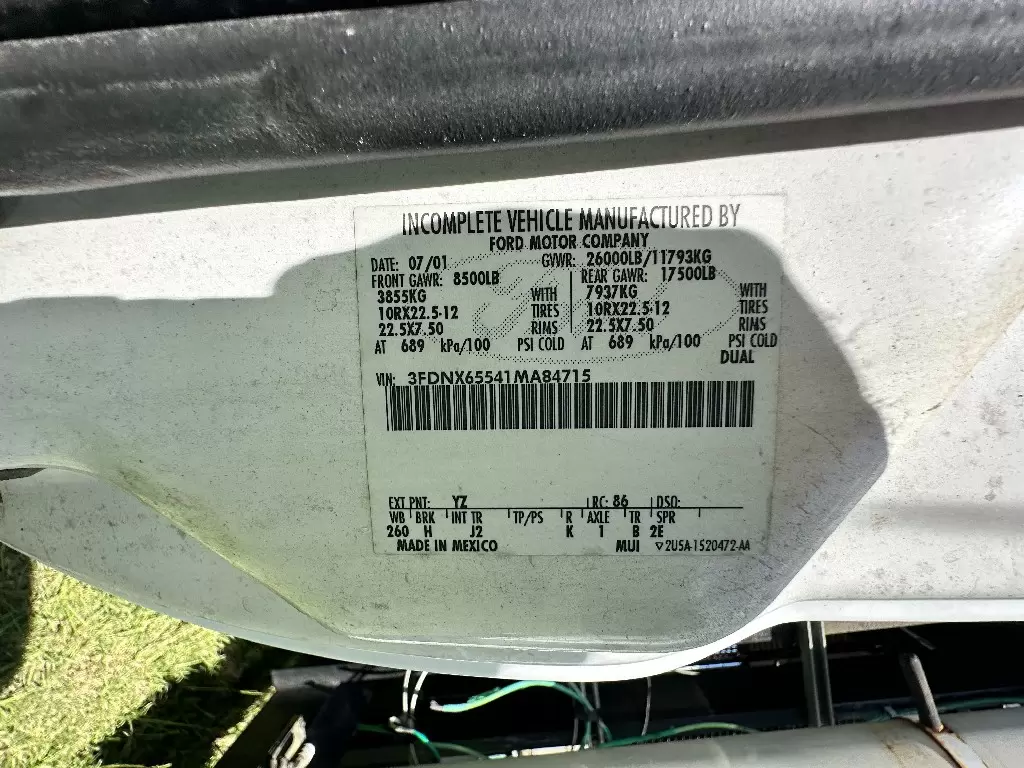 INCOMPLETE VEHICLE MANUFACTURED BY
FORD MOTOR COMPANY
DATE: 07/01 GVWR: 26000LB/11793KG
FRONT GAWR: 8500LB REAR GAWR: 17500LB
3855KG WITH 7937KG WITH
10RX22.5-12 TIRES 10RX22.5-12 TIRES
22.5X7.50 RIMS 22.5X7.50 RIMS
AT 689 kPa/100 PSI COLD AT 689 kPa/100 PSI COLD
DUAL
VIN: 3FDNX65541MA84715
EXT PNT: YZ RC: 86 DSO:
WB BRK INT TR TP/PS R AXLE TR SPR
260 H J2 K 1 B 2E
MADE IN MEXICO MUI ▽2U5A-1520472-AA